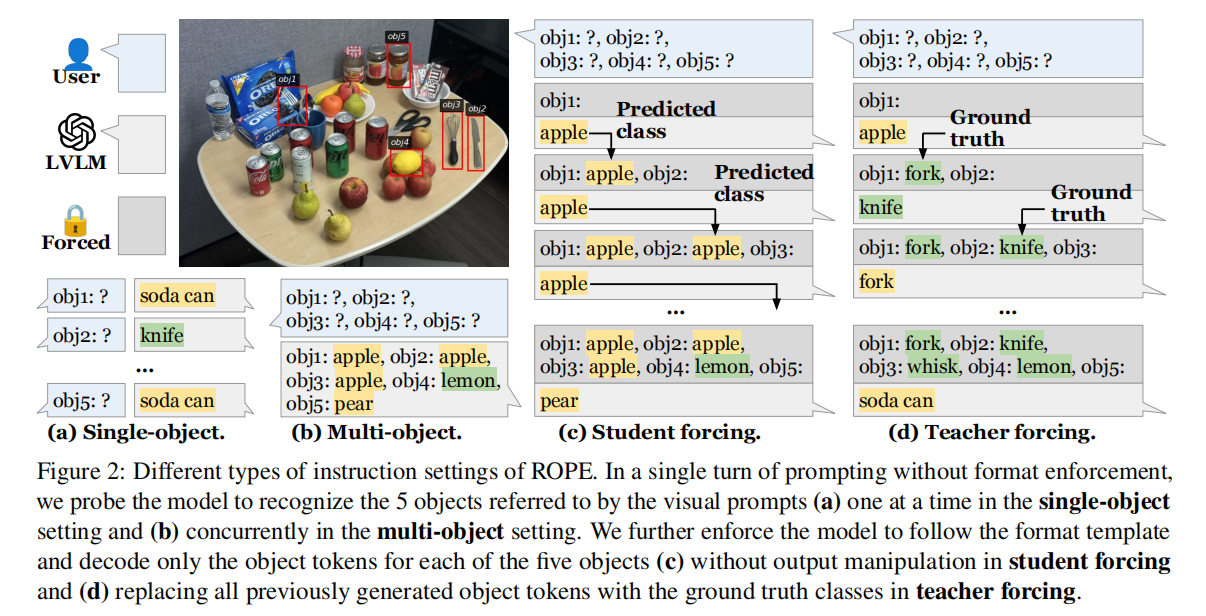 User
LVLM
Forced
obj1
obj5
obj3
obj2
obj4
OREO
obj1: ?
soda can
obj2: ?
knife
...
obj5: ?
soda can
(a) Single-object.
obj1: ?, obj2: ?,
obj3: ?, obj4: ?, obj5: ?
obj1: apple, obj2: apple,
obj3: apple, obj4: lemon,
obj5: pear
(b) Multi-object.
obj1: ?, obj2: ?,
obj3: ?, obj4: ?, obj5: ?
obj1:
apple
Predicted
class
obj1: apple, obj2:
apple
Predicted
class
obj1: apple, obj2: apple, obj3:
apple
...
obj1: apple, obj2: apple,
obj3: apple, obj4: lemon, obj5:
pear
(c) Student forcing.
obj1: ?, obj2: ?,
obj3: ?, obj4: ?, obj5: ?
obj1:
apple
Ground
truth
obj1: fork, obj2:
knife
Ground
truth
obj1: fork, obj2: knife, obj3:
fork
...
obj1: fork, obj2: knife,
obj3: whisk, obj4: lemon, obj5:
soda can
(d) Teacher forcing.
Figure 2: Different types of instruction settings of ROPE. In a single turn of prompting without format enforcement,
we probe the model to recognize the 5 objects referred to by the visual prompts (a) one at a time in the single-object
setting and (b) concurrently in the multi-object setting. We further enforce the model to follow the format template
and decode only the object tokens for each of the five objects (c) without output manipulation in student forcing
and (d) replacing all previously generated object tokens with the ground truth classes in teacher forcing.